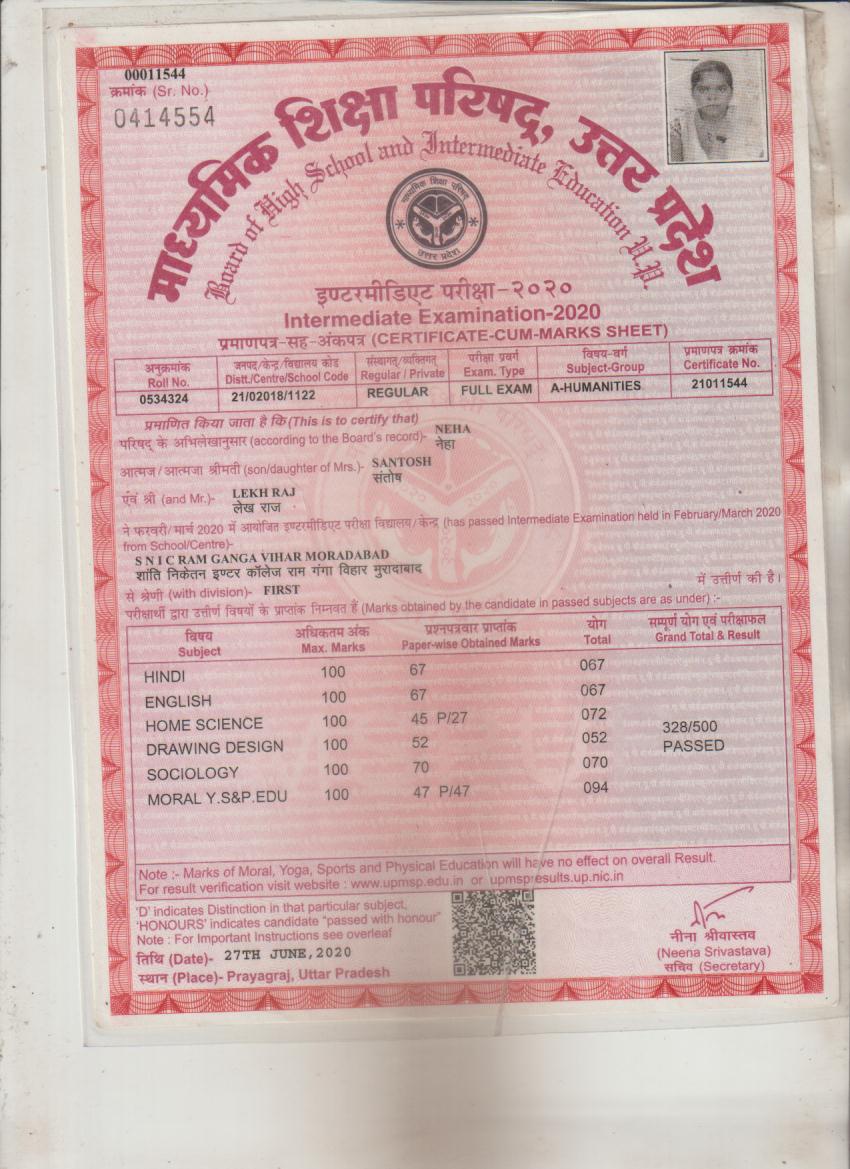 00011544
क्रमांक (Sr. No.)
0414554
माध्यमिक शिक्षा परिषद्, उत्तर प्रदेश
Board of High School and Intermediate Education U.P.
माध्यमिक शिक्षा परिषद्
उत्तर प्रदेश
इण्टरमीडिएट परीक्षा-२०२०
Intermediate Examination-2020
प्रमाणपत्र-सह-अंकपत्र (CERTIFICATE-CUM-MARKS SHEET)
अनुक्रमांक जनपद/केन्द्र/विद्यालय कोड संस्थागत/व्यक्तिगत परीक्षा प्रवर्ग विषय-वर्ग प्रमाणपत्र क्रमांक
Roll No. Distt./Centre/School Code Regular / Private Exam. Type Subject-Group Certificate No.
0534324 21/02018/1122 REGULAR FULL EXAM A-HUMANITIES 21011544
प्रमाणित किया जाता है कि (This is to certify that)
परिषद् के अभिलेखानुसार (according to the Board's record)- NEHA
नेहा
आत्मज/आत्मजा श्रीमती (son/daughter of Mrs.)- SANTOSH
संतोष
एंवं श्री (and Mr.)- LEKH RAJ
लेख राज
ने फरवरी/मार्च 2020 में आयोजित इण्टरमीडिएट परीक्षा विद्यालय/केन्द्र (has passed Intermediate Examination held in February/March 2020
from School/Centre)-
S N I C RAM GANGA VIHAR MORADABAD
शांति निकेतन इण्टर कॉलेज राम गंगा विहार मुरादाबाद
में उत्तीर्ण की है।
से श्रेणी (with division)- FIRST
परीक्षार्थी द्वारा उत्तीर्ण विषयों के प्राप्तांक निम्नवत हैं (Marks obtained by the candidate in passed subjects are as under) :-
विषय अधिकतम अंक प्रश्नपत्रवार प्राप्तांक योग सम्पूर्ण योग एवं परीक्षाफल
Subject Max. Marks Paper-wise Obtained Marks Total Grand Total & Result
HINDI 100 67 067
ENGLISH 100 67 067
HOME SCIENCE 100 45 P/27 072 328/500
DRAWING DESIGN 100 52 052 PASSED
SOCIOLOGY 100 70 070
MORAL Y.S&P.EDU 100 47 P/47 094
Note :- Marks of Moral, Yoga, Sports and Physical Education will have no effect on overall Result.
For result verification visit website : www.upmsp.edu.in or upmspresults.up.nic.in
'D' indicates Distinction in that particular subject,
'HONOURS' indicates candidate "passed with honour"
Note : For Important Instructions see overleaf
तिथि (Date)- 27TH JUNE,2020
स्थान (Place)- Prayagraj, Uttar Pradesh
नीना श्रीवास्तव
(Neena Srivastava)
सचिव (Secretary)